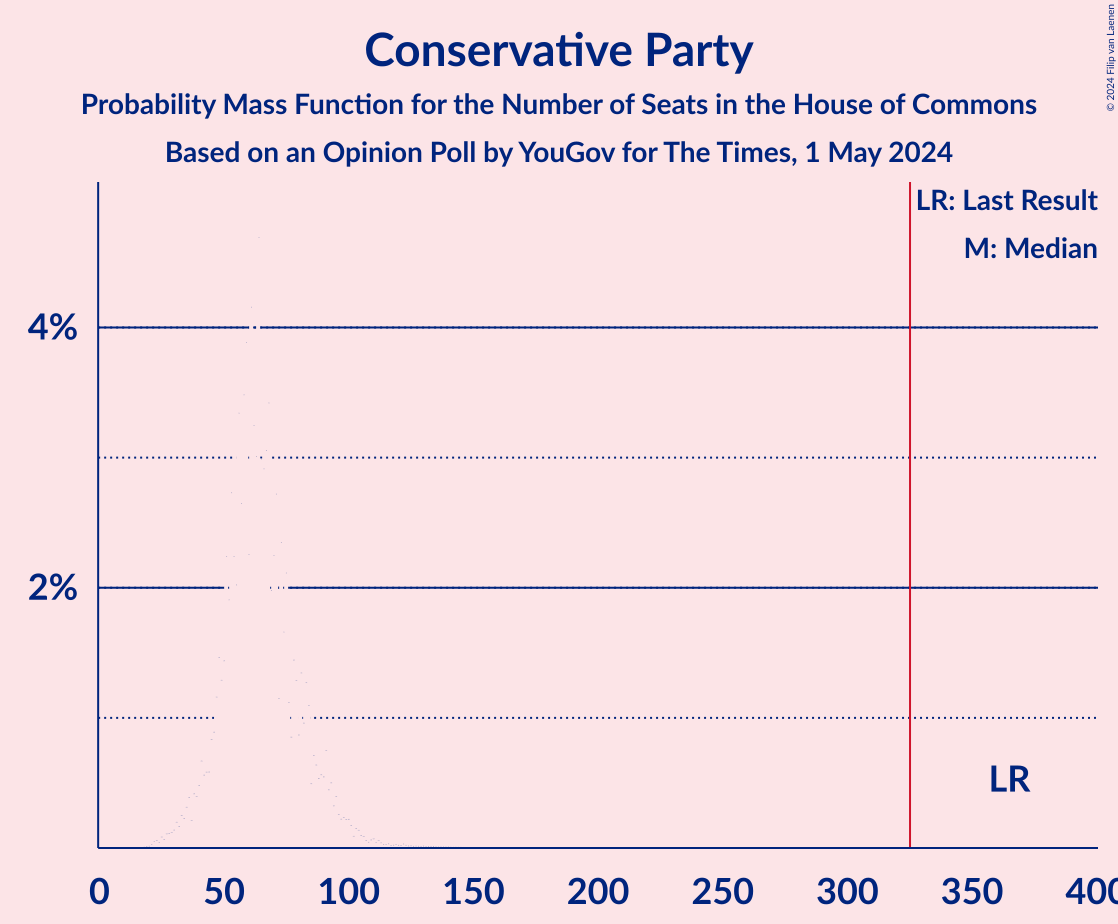 Conservative Party
Probability Mass Function for the Number of Seats in the House of Commons
Based on an Opinion Poll by YouGov for The Times, 1 May 2024
© 2024 Filip van Laenen
LR: Last Result
M: Median
4%
2%
LR
0 50 100 150 200 250 300 350 400